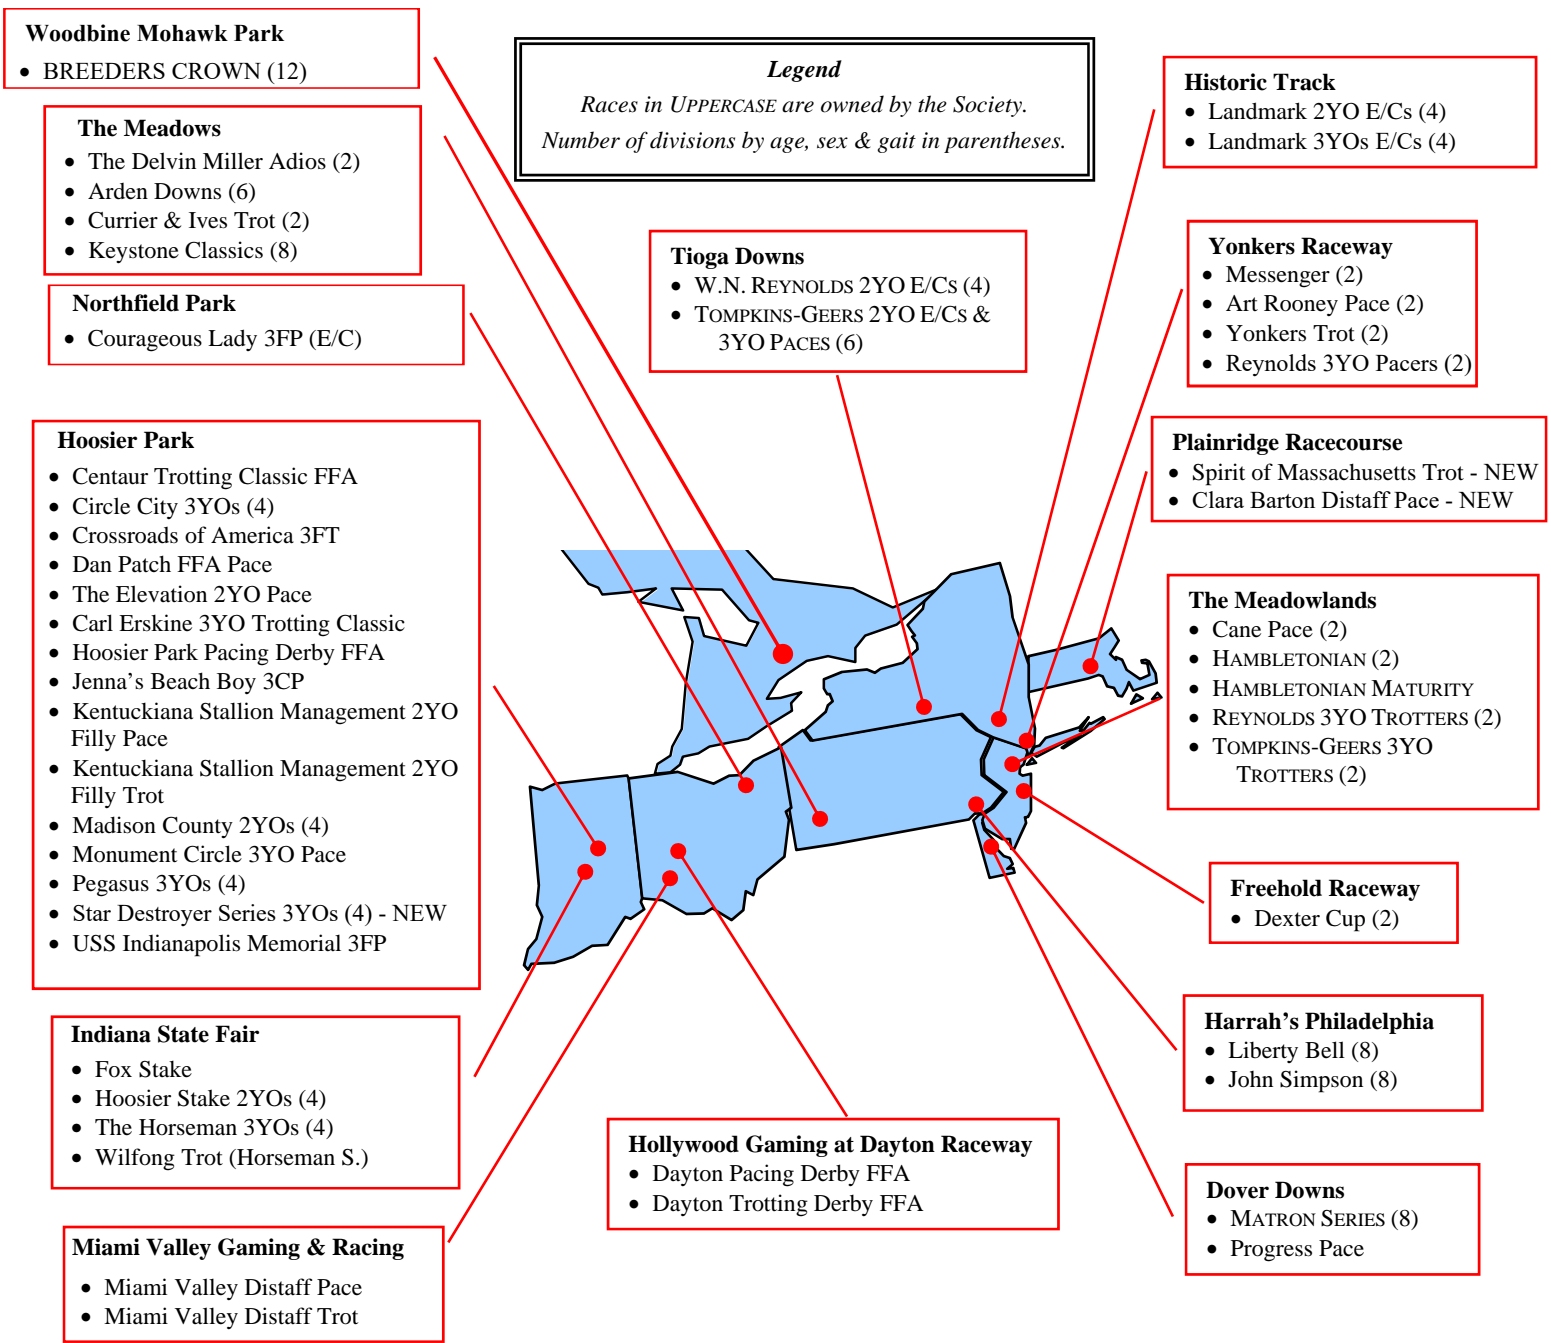 Woodbine Mohawk Park
• BREEDERS CROWN (12)
The Meadows
• The Delvin Miller Adios (2)
• Arden Downs (6)
• Currier & Ives Trot (2)
• Keystone Classics (8)
Northfield Park
• Courageous Lady 3FP (E/C)
Hoosier Park
• Centaur Trotting Classic FFA
• Circle City 3YOs (4)
• Crossroads of America 3FT
• Dan Patch FFA Pace
• The Elevation 2YO Pace
• Carl Erskine 3YO Trotting Classic
• Hoosier Park Pacing Derby FFA
• Jenna's Beach Boy 3CP
• Kentuckiana Stallion Management 2YO
Filly Pace
• Kentuckiana Stallion Management 2YO
Filly Trot
• Madison County 2YOs (4)
• Monument Circle 3YO Pace
• Pegasus 3YOs (4)
• Star Destroyer Series 3YOs (4) - NEW
• USS Indianapolis Memorial 3FP
Indiana State Fair
• Fox Stake
• Hoosier Stake 2YOs (4)
• The Horseman 3YOs (4)
• Wilfong Trot (Horseman S.)
Miami Valley Gaming & Racing
• Miami Valley Distaff Pace
• Miami Valley Distaff Trot
Legend
Races in UPPERCASE are owned by the Society.
Number of divisions by age, sex & gait in parentheses.
Tioga Downs
• W.N. REYNOLDS 2YO E/CS (4)
• TOMPKINS-GEERS 2YO E/CS &
3YO PACES (6)
Hollywood Gaming at Dayton Raceway
• Dayton Pacing Derby FFA
• Dayton Trotting Derby FFA
Historic Track
• Landmark 2YO E/Cs (4)
• Landmark 3YOs E/Cs (4)
Yonkers Raceway
• Messenger (2)
• Art Rooney Pace (2)
• Yonkers Trot (2)
• Reynolds 3YO Pacers (2)
Plainridge Racecourse
• Spirit of Massachusetts Trot - NEW
• Clara Barton Distaff Pace - NEW
The Meadowlands
• Cane Pace (2)
• HAMBLETONIAN (2)
• HAMBLETONIAN MATURITY
• REYNOLDS 3YO TROTTERS (2)
• TOMPKINS-GEERS 3YO
TROTTERS (2)
Freehold Raceway
• Dexter Cup (2)
Harrah's Philadelphia
• Liberty Bell (8)
• John Simpson (8)
Dover Downs
• MATRON SERIES (8)
• Progress Pace